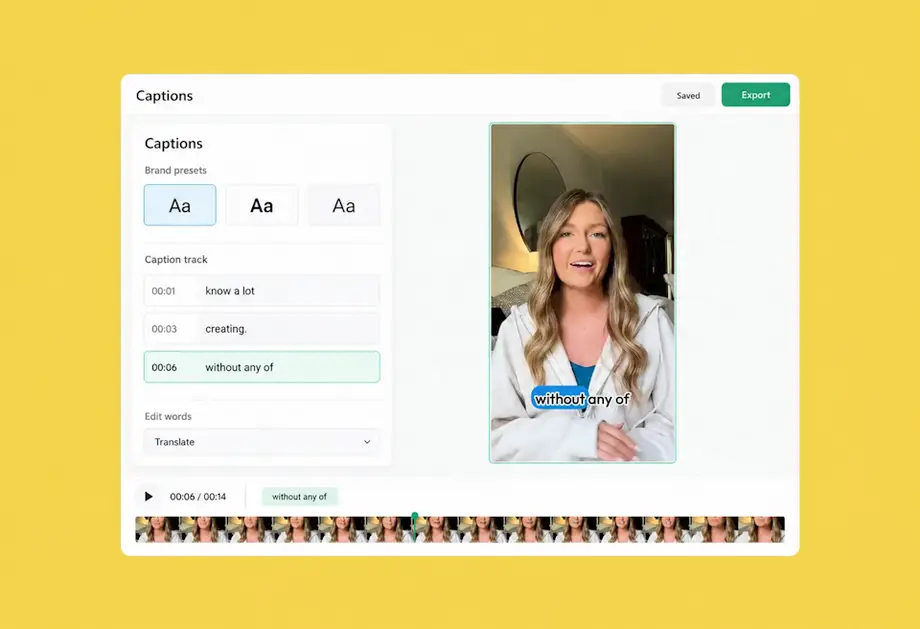 Captions
Saved
Export
Captions
Brand presets
Aa
Aa
Aa
Caption track
00:01 know a lot
00:03 creating.
00:06 without any of
Edit words
Translate
without any of
00:06 / 00:14
without any of